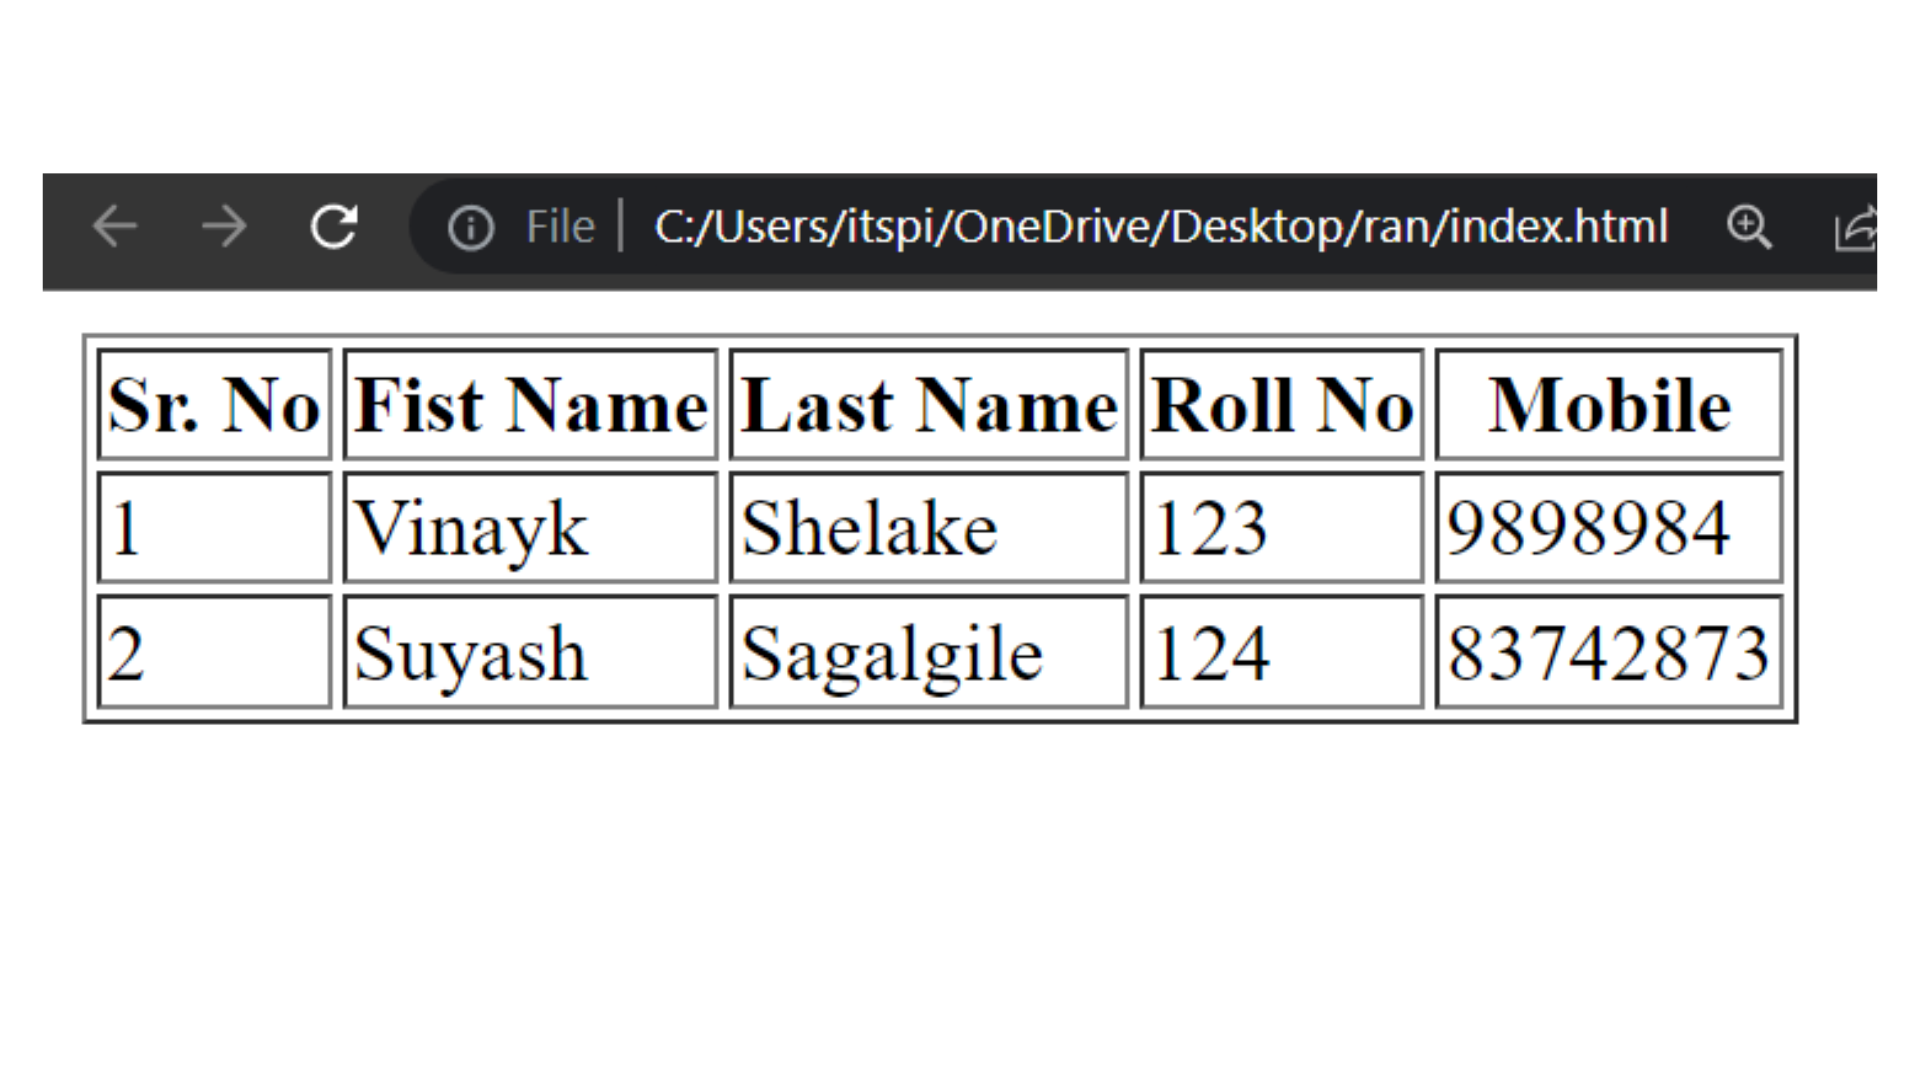 File | C:/Users/itspi/OneDrive/Desktop/ran/index.html
Sr. No Fist Name Last Name Roll No Mobile
1 Vinayk Shelake 123 9898984
2 Suyash Sagalgile 124 83742873